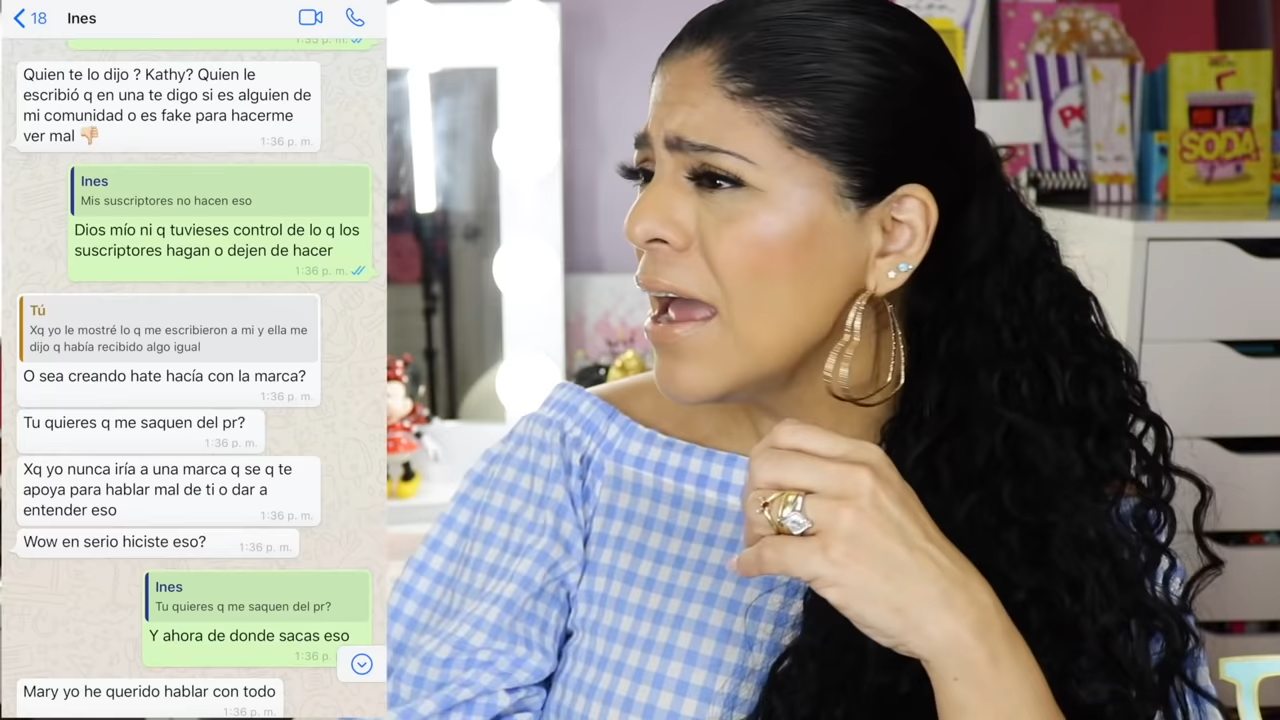 18
Ines
1:35 p. m.
Quien te lo dijo ? Kathy? Quien le
escribió q en una te digo si es alguien de
mi comunidad o es fake para hacerme
ver mal 👎🏼
1:36 p. m.
Ines
Mis suscriptores no hacen eso
Dios mío ni q tuvieses control de lo q los
suscriptores hagan o dejen de hacer
1:36 p. m.
Tú
Xq yo le mostré lo q me escribieron a mi y ella me
dijo q había recibido algo igual
O sea creando hate hacía con la marca?
1:36 p. m.
Tu quieres q me saquen del pr?
1:36 p. m.
Xq yo nunca iría a una marca q se q te
apoya para hablar mal de ti o dar a
entender eso
1:36 p. m.
Wow en serio hiciste eso?
1:36 p. m.
Ines
Tu quieres q me saquen del pr?
Y ahora de donde sacas eso
1:36 p.
Mary yo he querido hablar con todo
1:36 p. m.
SODA